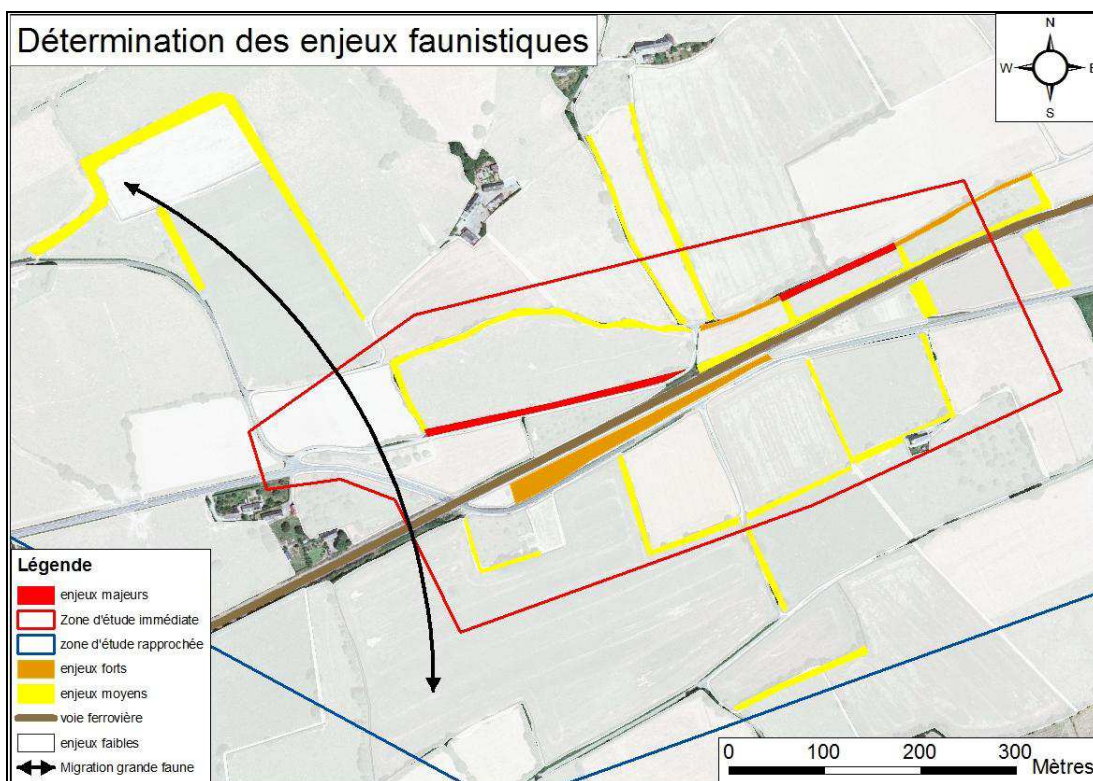 Détermination des enjeux faunistiques
N
W
E
S
Légende
enjeux majeurs
Zone d'étude immédiate
zone d'étude rapprochée
enjeux forts
enjeux moyens
voie ferrovière
enjeux faibles
Migration grande faune
0 100 200 300
Mètres